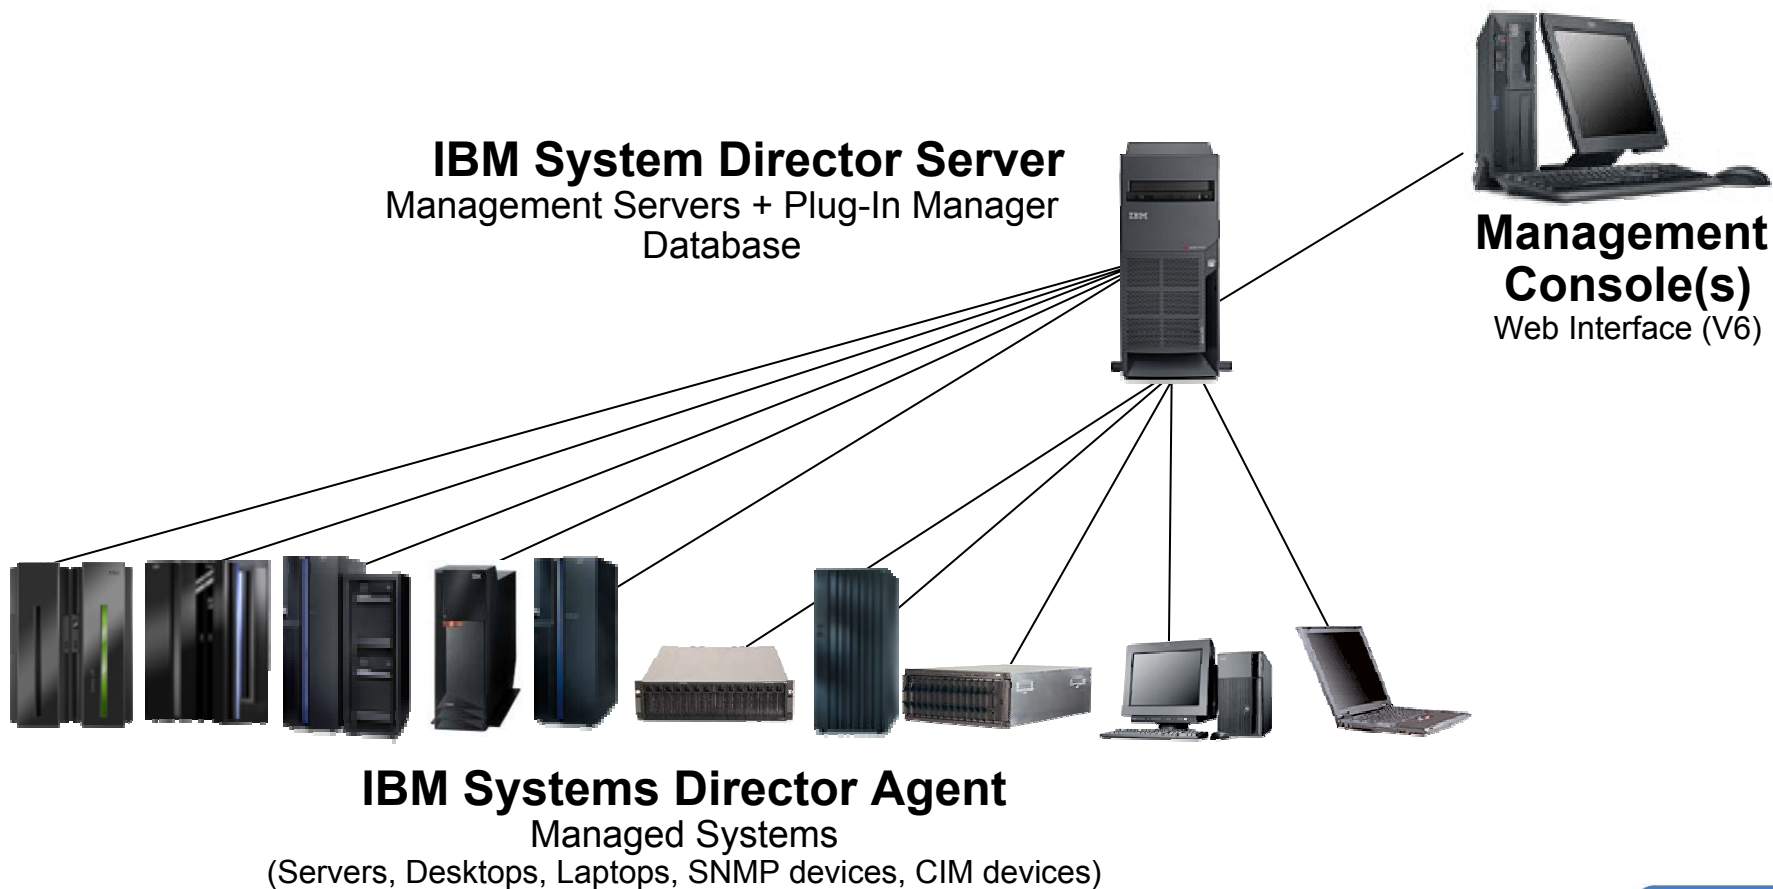 IBM System Director Server
Management Servers + Plug-In Manager
Database
IBM
Management
Console(s)
Web Interface (V6)
IBM Systems Director Agent
Managed Systems
(Servers, Desktops, Laptops, SNMP devices, CIM devices)